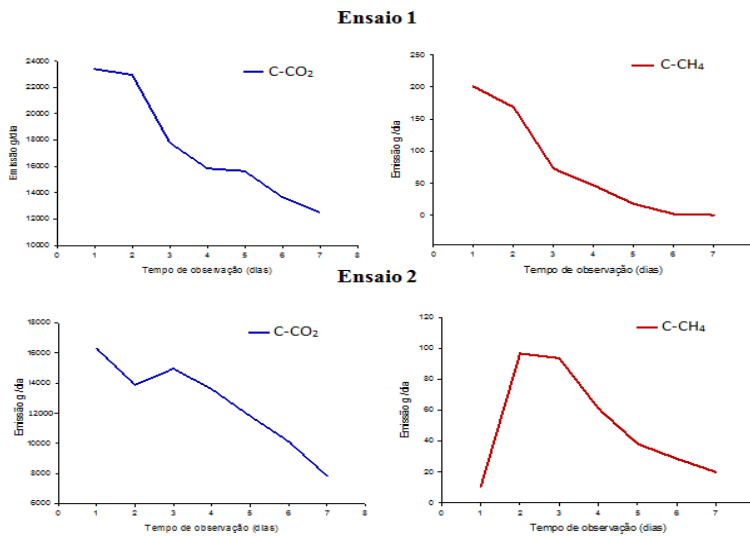 Ensaio 1
C-CO₂
Emissão g/dia
24000
22000
20000
18000
16000
14000
12000
10000
0 1 2 3 4 5 6 7 8
Tempo de observação (dias)
C-CH₄
Emissão g /dia
250
200
150
100
50
0
0 1 2 3 4 5 6 7
Tempo de observação (dias)
Ensaio 2
C-CO₂
Emissão g /dia
18000
16000
14000
12000
10000
8000
6000
0 1 2 3 4 5 6 7 8
Tempo de observação (dias)
C-CH₄
Emissão g /dia
120
100
80
60
40
20
0
0 1 2 3 4 5 6 7
Tempo de observação (dias)